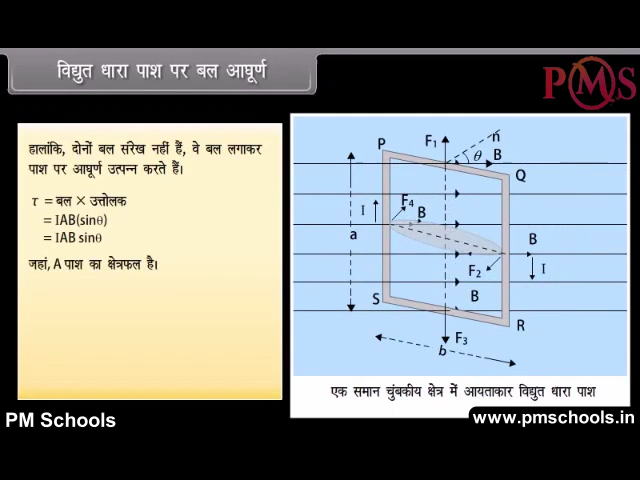 विद्युत धारा पाश पर बल आघूर्ण
PMS
हालांकि, दोनों बल संरेख नहीं हैं, वे बल लगाकर
पाश पर आघूर्ण उत्पन्न करते हैं।
τ = बल × उत्तोलक
= IAB(sinθ)
= IAB sinθ
जहां, A पाश का क्षेत्रफल है।
P
F₁
n
θ
B
Q
I
F₄
B
a
B
F₂
I
S
B
R
F₃
b
एक समान चुंबकीय क्षेत्र में आयताकार विद्युत धारा पाश
PM Schools
www.pmschools.in